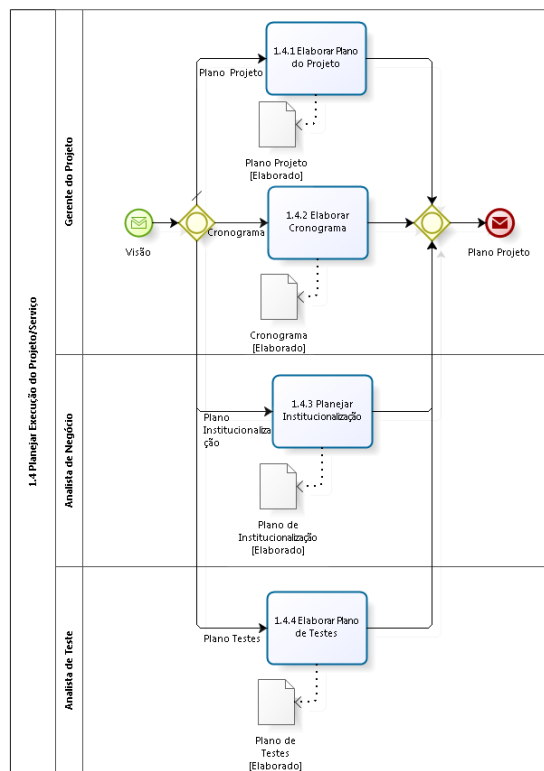 1.4 Planejar Execução do Projeto/Serviço
Gerente do Projeto
Plano Projeto
1.4.1 Elaborar Plano
do Projeto
Plano Projeto
[Elaborado]
Visão
Cronograma
1.4.2 Elaborar
Cronograma
Plano Projeto
Cronograma
[Elaborado]
Analista de Negócio
Plano
Institucionaliza
ção
1.4.3 Planejar
Institucionalização
Plano de
Institucionalização
[Elaborado]
Analista de Teste
Plano Testes
1.4.4 Elaborar Plano
de Testes
Plano de
Testes
[Elaborado]